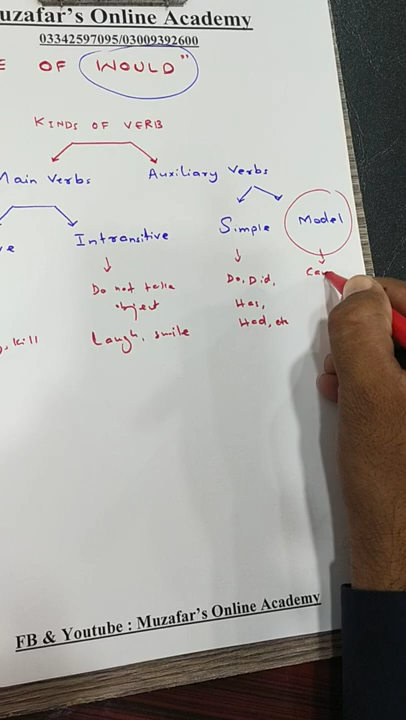 uzafar's Online Academy
03342597095/03009392600
E OF "WOULD"
KINDS OF VERB
Main Verbs Auxiliary Verbs
Intransitive Simple Model
Do not take object
Laugh, smile
Do, Did,
Has,
Had, etc
Can
kill
FB & Youtube : Muzafar's Online Academy